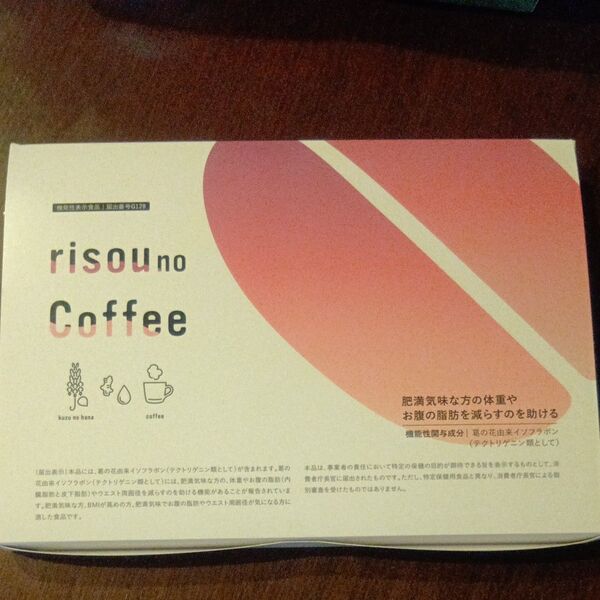 機能性表示食品｜届出番号G129
risou no
Coffee
kuzu no hana
coffee
肥満気味な方の体重や
お腹の脂肪を減らすのを助ける
機能性関与成分｜葛の花由来イソフラボン
（テクトリゲニン類として）
〔届出表示〕本品には、葛の花由来イソフラボン（テクトリゲニン類として）が含まれます。葛の
花由来イソフラボン（テクトリゲニン類として）には、肥満気味な方の、体重やお腹の脂肪（内
臓脂肪と皮下脂肪）やウエスト周囲径を減らすのを助ける機能があることが報告されていま
す。肥満気味な方、BMIが高めの方、肥満気味でお腹の脂肪やウエスト周囲径が気になる方に
適した食品です。
本品は、事業者の責任において特定の保健の目的が期待できる旨を表示するものとして、消
費者庁長官に届出されたものです。ただし、特定保健用食品と異なり、消費者庁長官による個
別審査を受けたものではありません。